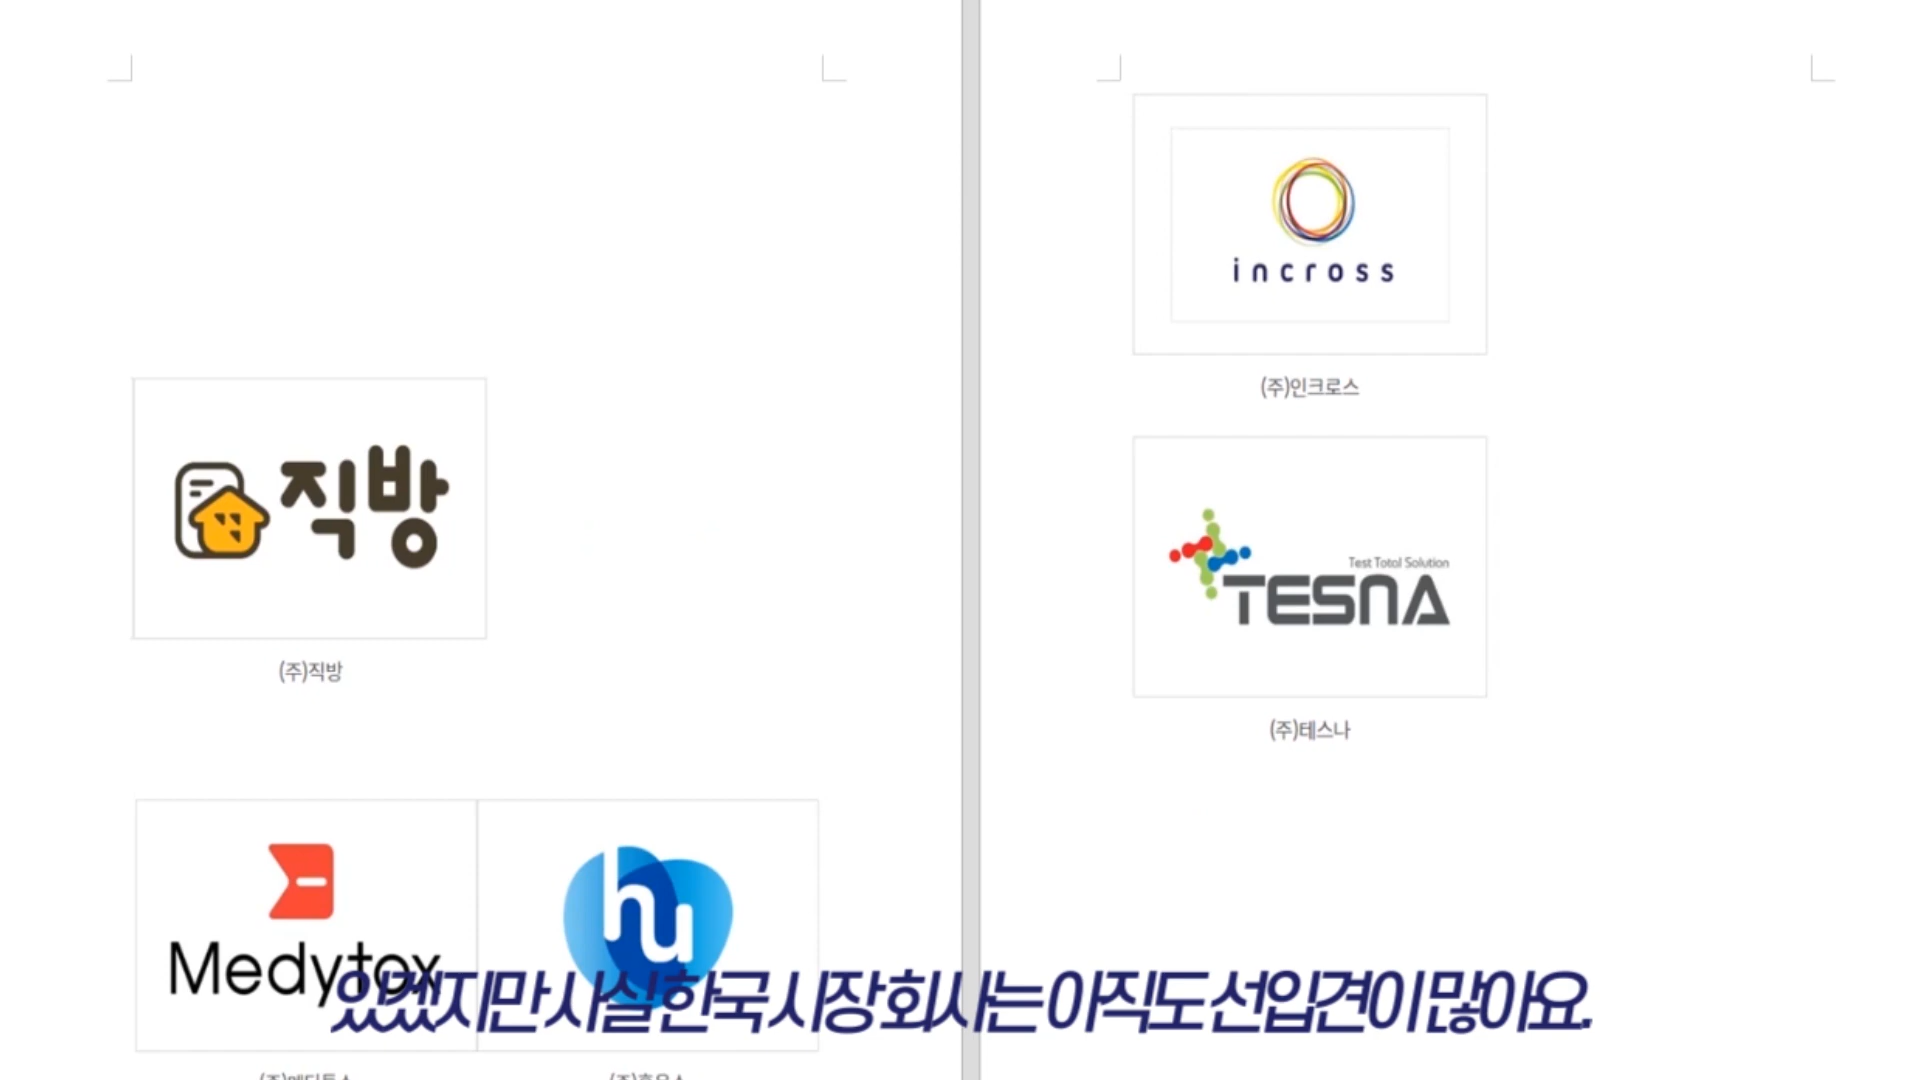 직방
(주)직방
Medytox
hu
있겠지만 사실 한국 시장 회사는 아직도 선입견이 많아요.
incross
(주)인크로스
Test Total Solution
TESNA
(주)테스나